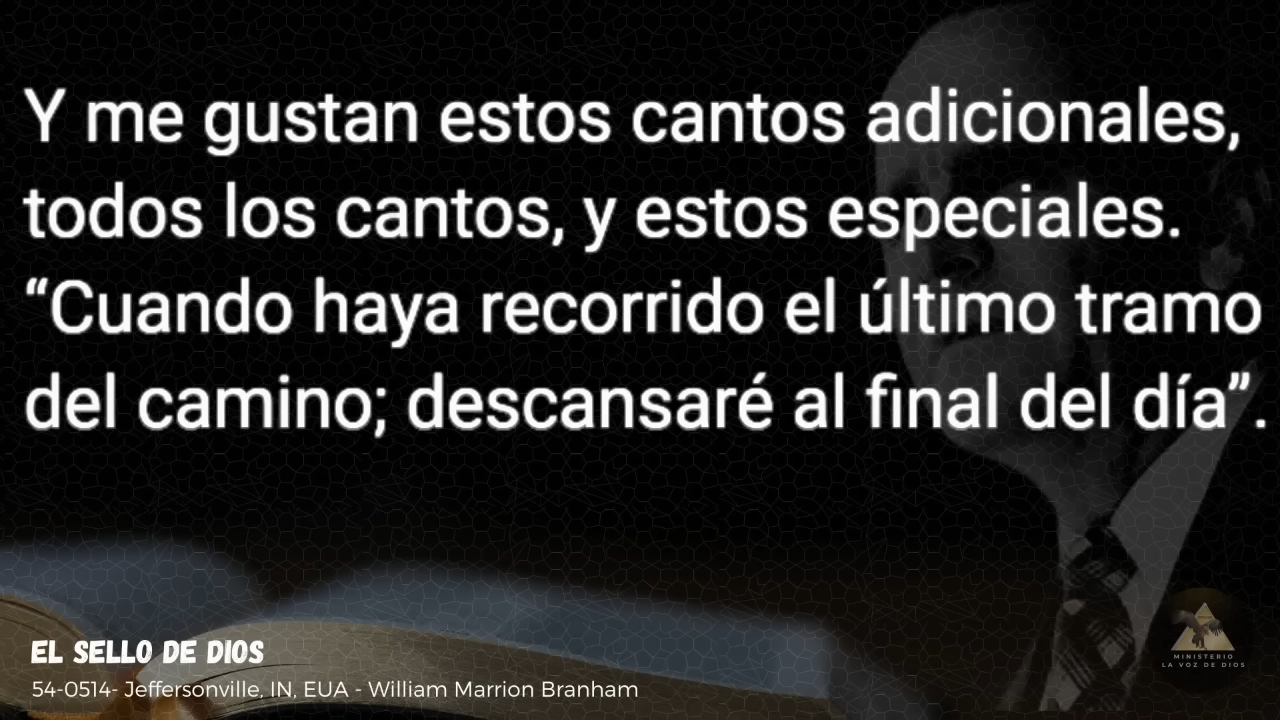 Y me gustan estos cantos adicionales,
todos los cantos, y estos especiales.
“Cuando haya recorrido el último tramo
del camino; descansaré al final del día”.
EL SELLO DE DIOS
54-0514- Jeffersonville, IN, EUA - William Marrion Branham
MINISTERIO
LA VOZ DE DIOS